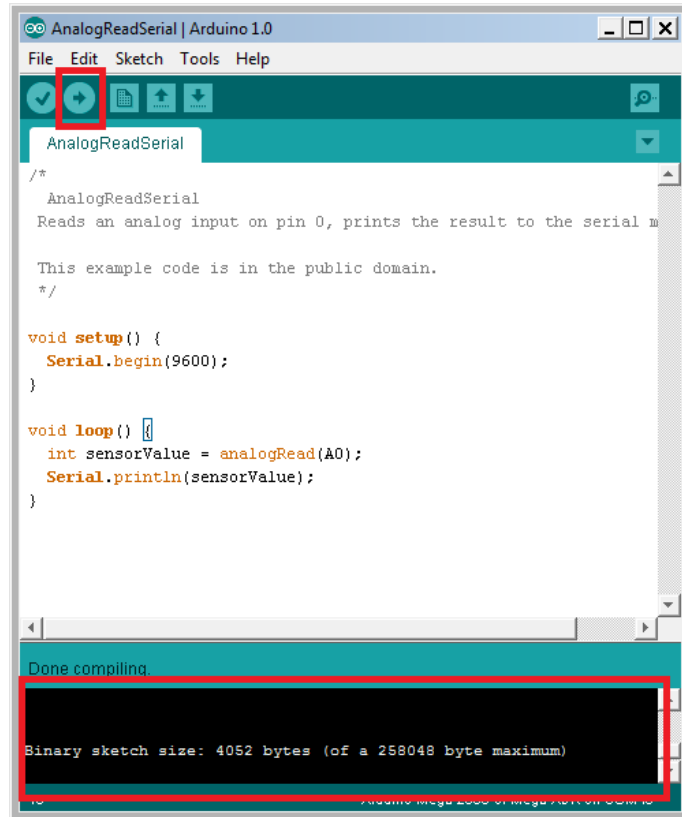 AnalogReadSerial | Arduino 1.0
File Edit Sketch Tools Help
AnalogReadSerial
/*
AnalogReadSerial
Reads an analog input on pin 0, prints the result to the serial m
This example code is in the public domain.
*/
void setup() {
Serial.begin(9600);
}
void loop() {
int sensorValue = analogRead(A0);
Serial.println(sensorValue);
}
Done compiling.
Binary sketch size: 4052 bytes (of a 258048 byte maximum)